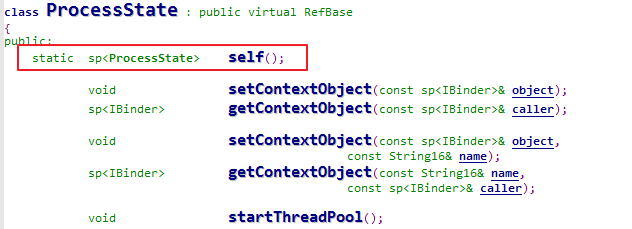 class ProcessState : public virtual RefBase
{
public:
static sp<ProcessState> self();
void setContextObject(const sp<IBinder>& object);
sp<IBinder> getContextObject(const sp<IBinder>& caller);
void setContextObject(const sp<IBinder>& object,
const String16& name);
sp<IBinder> getContextObject(const String16& name,
const sp<IBinder>& caller);
void startThreadPool();